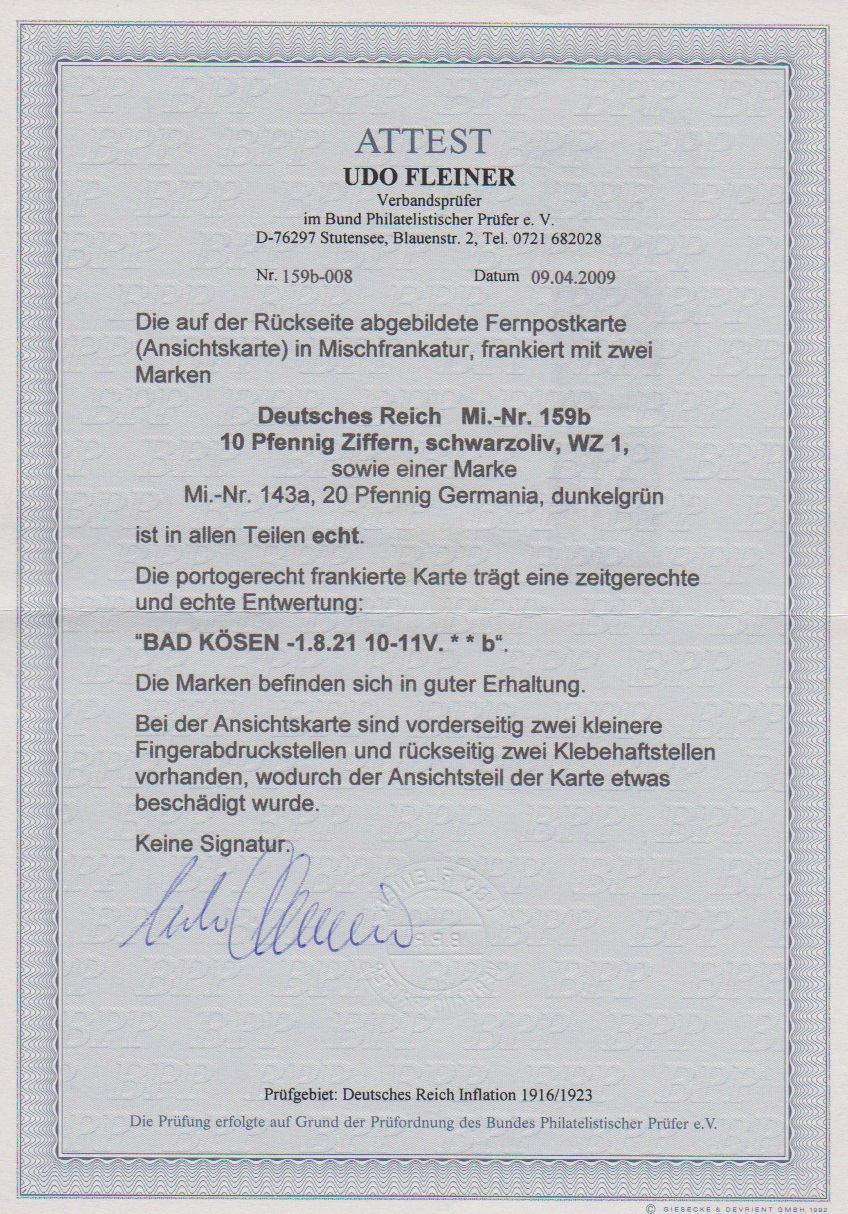 ATTEST
UDO FLEINER
Verbandsprüfer
im Bund Philatelistischer Prüfer e. V.
D-76297 Stutensee, Blauenstr. 2, Tel. 0721 682028
Nr. 159b-008 Datum 09.04.2009
Die auf der Rückseite abgebildete Fernpostkarte
(Ansichtskarte) in Mischfrankatur, frankiert mit zwei
Marken
Deutsches Reich Mi.-Nr. 159b
10 Pfennig Ziffern, schwarzoliv, WZ 1,
sowie einer Marke
Mi.-Nr. 143a, 20 Pfennig Germania, dunkelgrün
ist in allen Teilen echt.
Die portogerecht frankierte Karte trägt eine zeitgerechte
und echte Entwertung:
“BAD KÖSEN -1.8.21 10-11V. * * b“.
Die Marken befinden sich in guter Erhaltung.
Bei der Ansichtskarte sind vorderseitig zwei kleinere
Fingerabdruckstellen und rückseitig zwei Klebehaftstellen
vorhanden, wodurch der Ansichtsteil der Karte etwas
beschädigt wurde.
Keine Signatur.
Prüfgebiet: Deutsches Reich Inflation 1916/1923
Die Prüfung erfolgte auf Grund der Prüfordnung des Bundes Philatelistischer Prüfer e.V.
© GIESECKE & DEVRIENT GMBH 1992